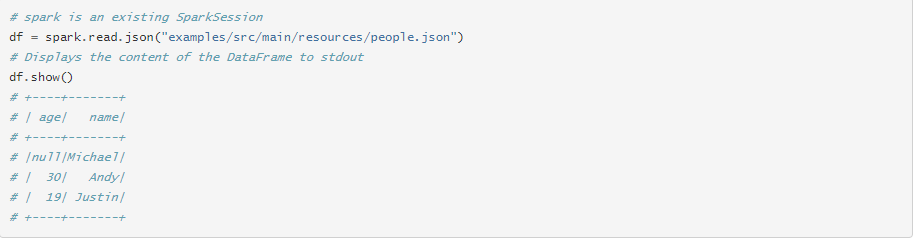 # spark is an existing SparkSession
df = spark.read.json("examples/src/main/resources/people.json")
# Displays the content of the DataFrame to stdout
df.show()
# +----+-------+
# | age|   name|
# +----+-------+
# |null|Michael|
# |  30|   Andy|
# |  19| Justin|
# +----+-------+